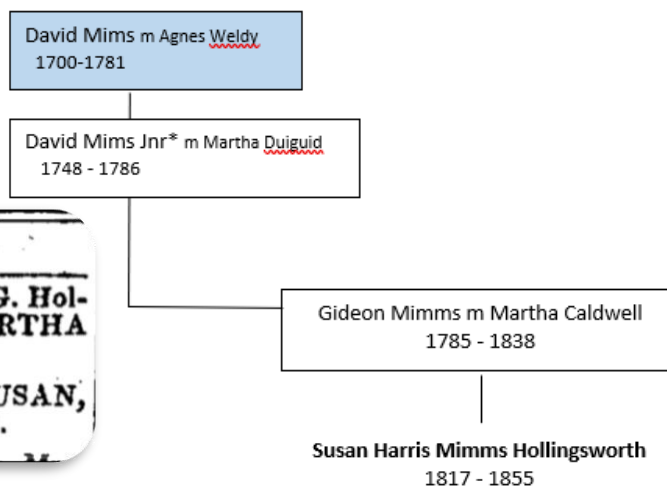 David Mims m Agnes Weldy
1700-1781
David Mims Jnr* m Martha Duiguid
1748 - 1786
G. Hol-
RTHA
USAN,
Gideon Mimms m Martha Caldwell
1785 - 1838
Susan Harris Mimms Hollingsworth
1817 - 1855